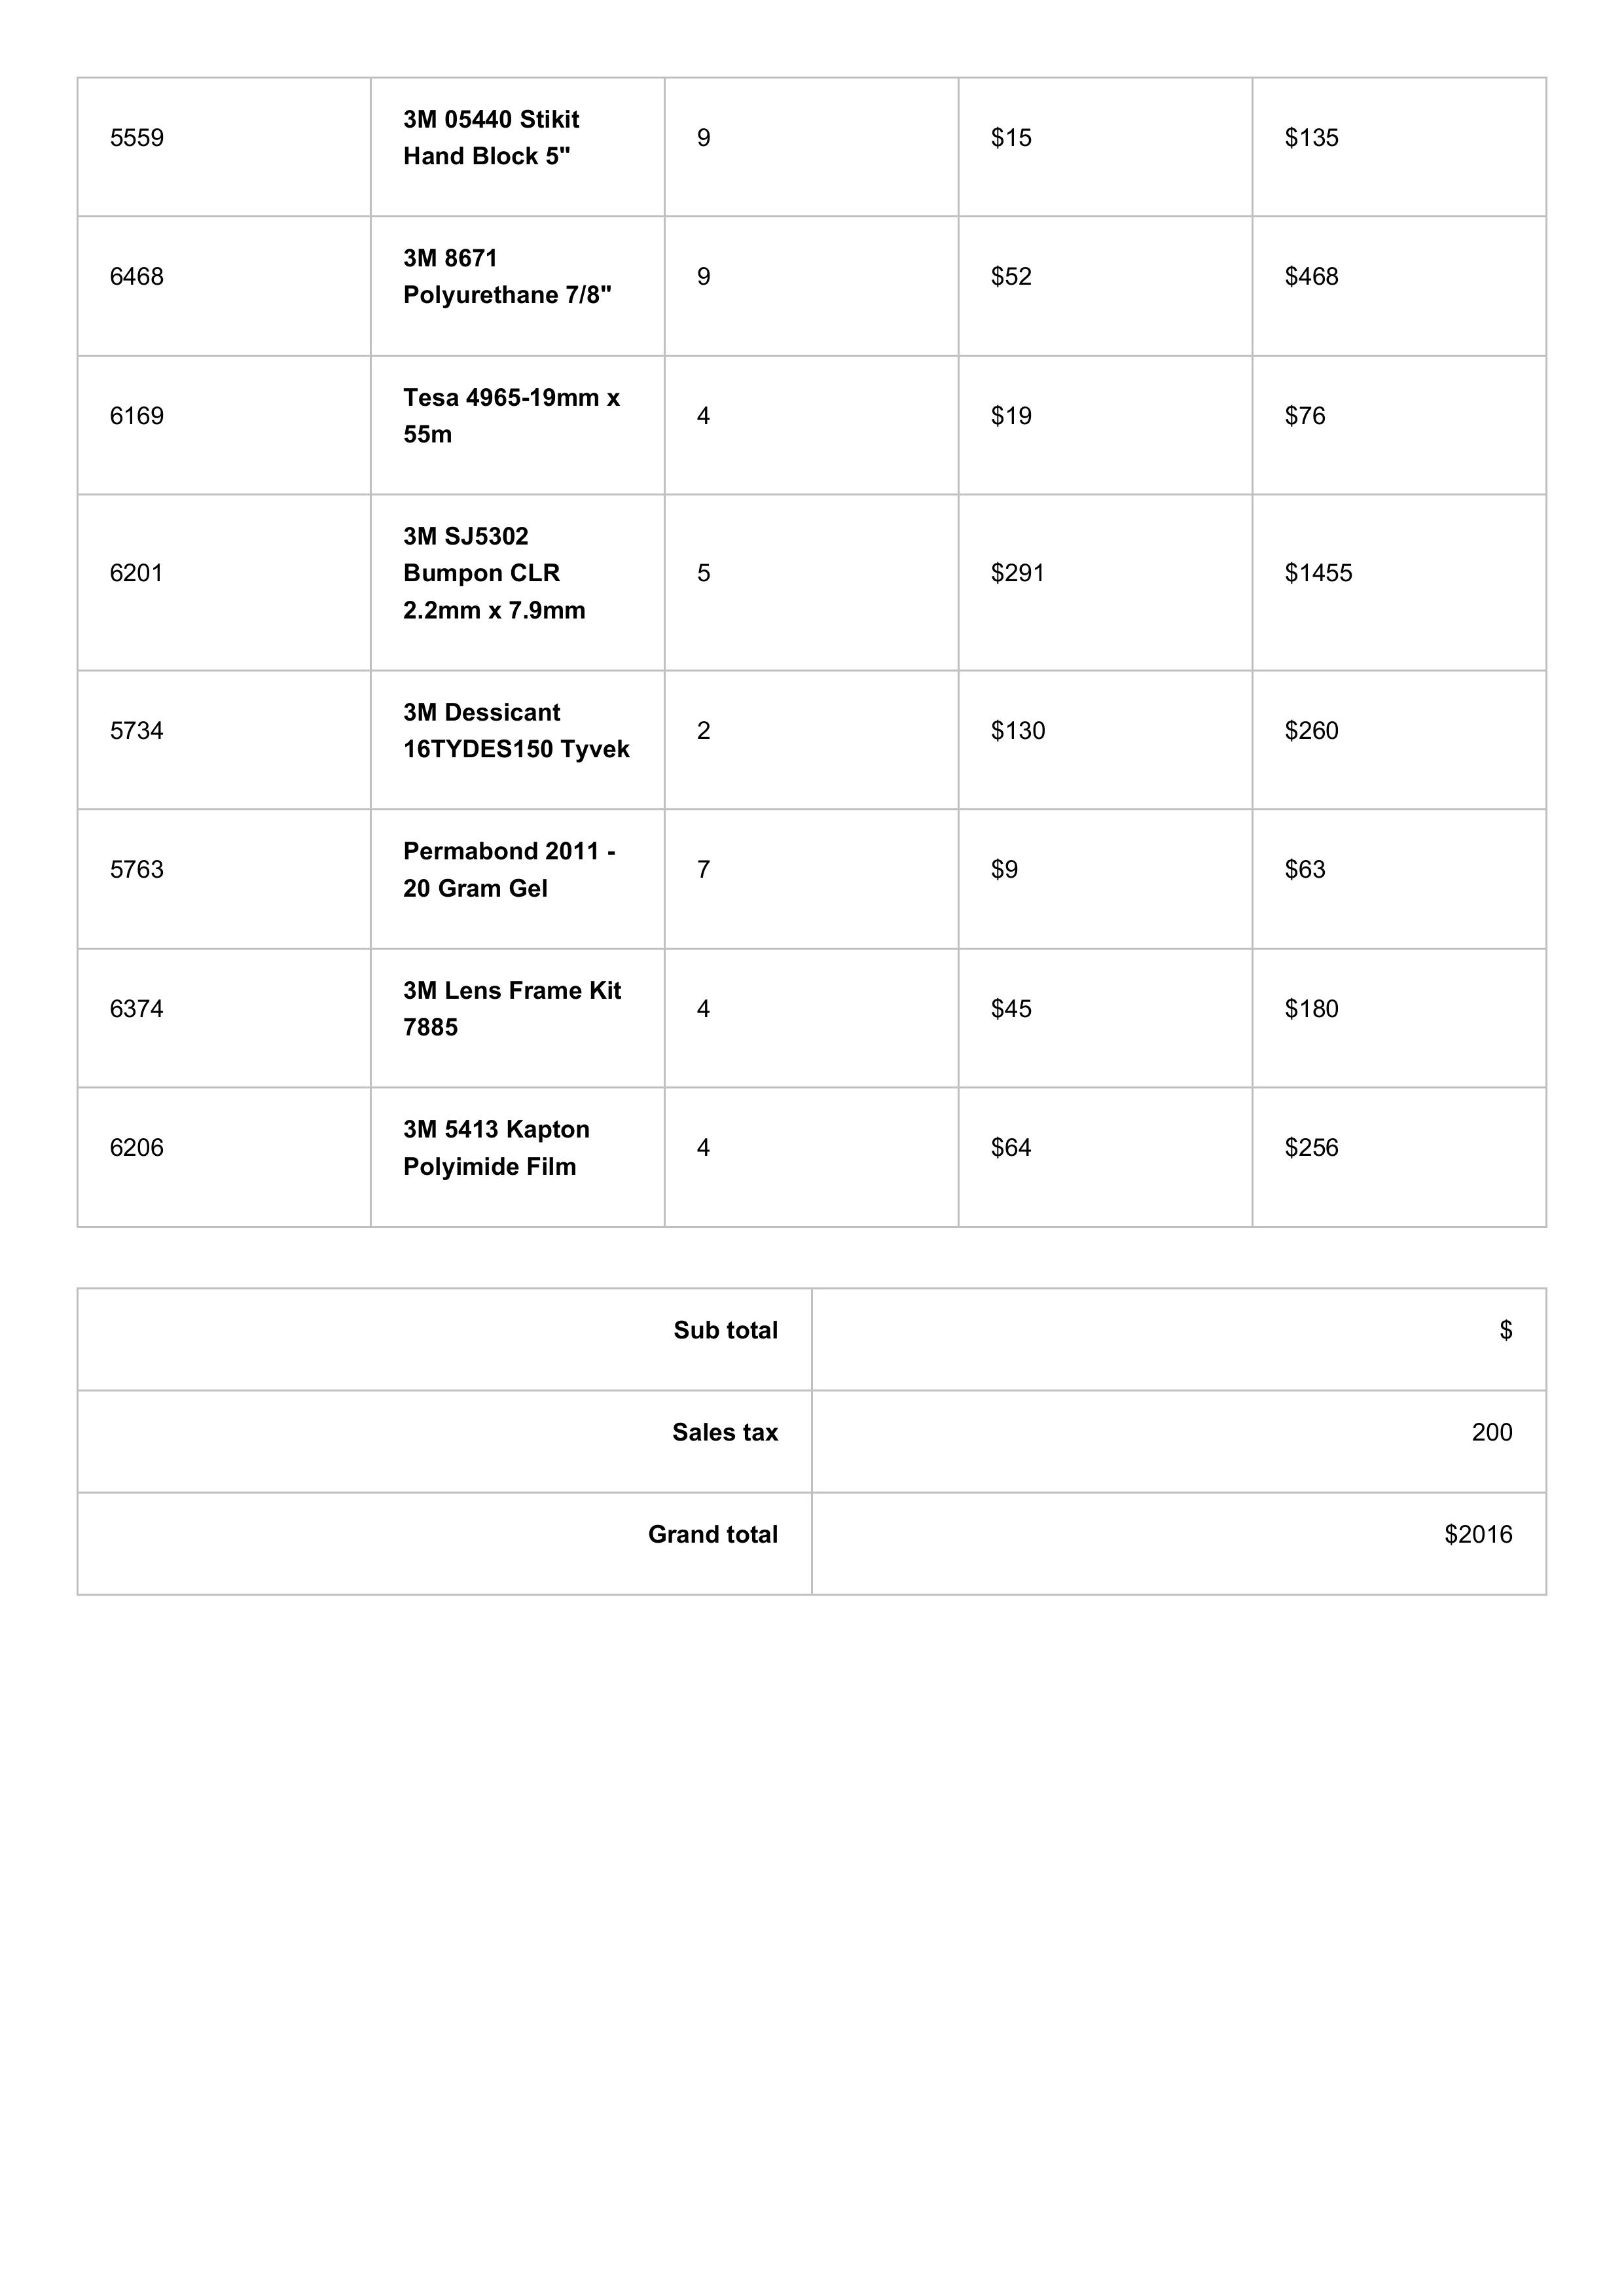 5559
3M 05440 Stikit
Hand Block 5"
9
$15
$135
6468
3M 8671
Polyurethane 7/8"
9
$52
$468
6169
Tesa 4965-19mm x
55m
4
$19
$76
6201
3M SJ5302
Bumpon CLR
2.2mm x 7.9mm
5
$291
$1455
5734
3M Dessicant
16TYDES150 Tyvek
2
$130
$260
5763
Permabond 2011 -
20 Gram Gel
7
$9
$63
6374
3M Lens Frame Kit
7885
4
$45
$180
6206
3M 5413 Kapton
Polyimide Film
4
$64
$256
Sub total
$
Sales tax
200
Grand total
$2016